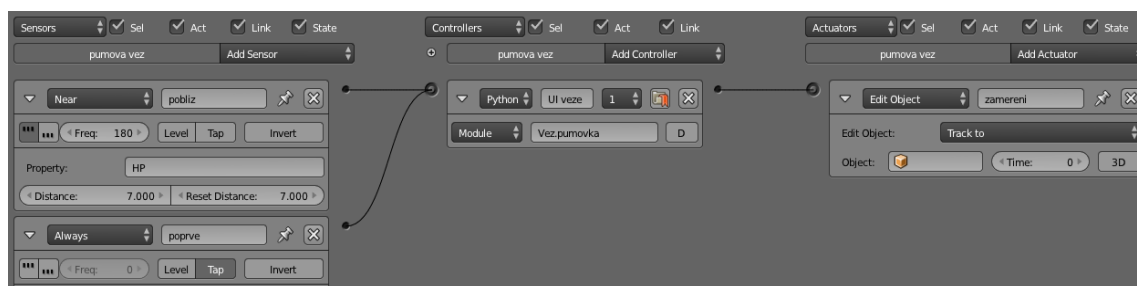 Sensors Sel Act Link State Controllers Sel Act Link Actuators Sel Act Link State
pumova vez Add Sensor pumova vez Add Controller pumova vez Add Actuator
Near pobliz Python UI veze 1 Edit Object zamereni
Freq: 180 Level Tap Invert Module Vez.pumovka D Edit Object: Track to
Property: HP Object: Time: 0 3D
Distance: 7.000 Reset Distance: 7.000
Always poprve
Freq: 0 Level Tap Invert